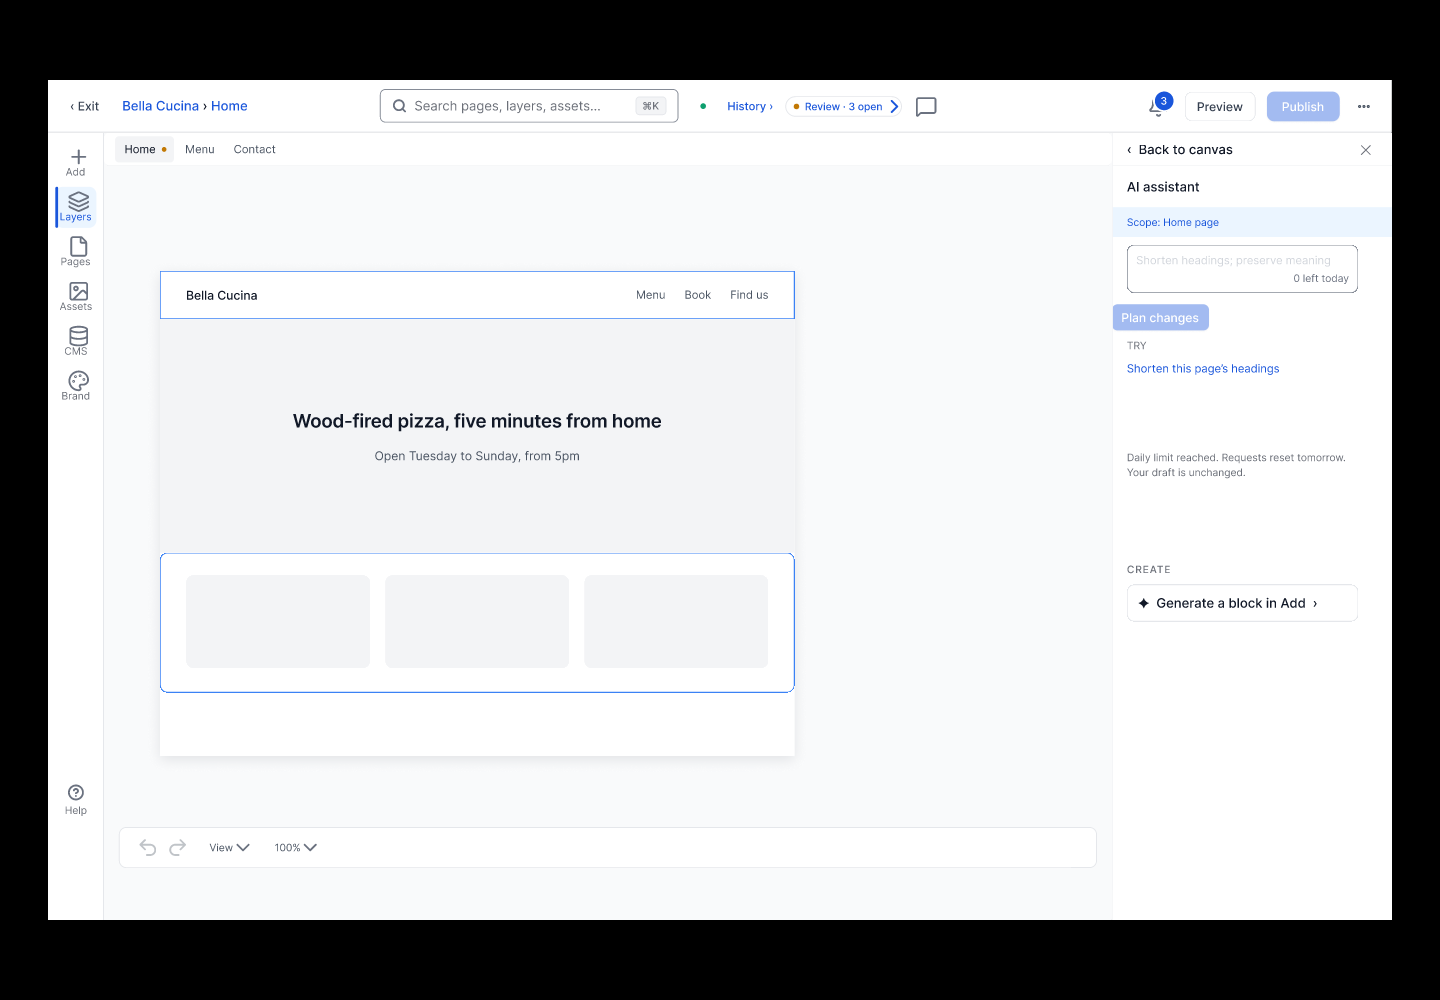 ‹ Exit
Bella Cucina › Home
Search pages, layers, assets...
⌘K
History ›
Review · 3 open
3
Preview
Publish
Add
Layers
Pages
Assets
CMS
Brand
Help
Home
Menu
Contact
Bella Cucina
Menu
Book
Find us
Wood-fired pizza, five minutes from home
Open Tuesday to Sunday, from 5pm
View
100%
‹ Back to canvas
AI assistant
Scope: Home page
Shorten headings; preserve meaning
0 left today
Plan changes
TRY
Shorten this page's headings
Daily limit reached. Requests reset tomorrow.
Your draft is unchanged.
CREATE
Generate a block in Add ›